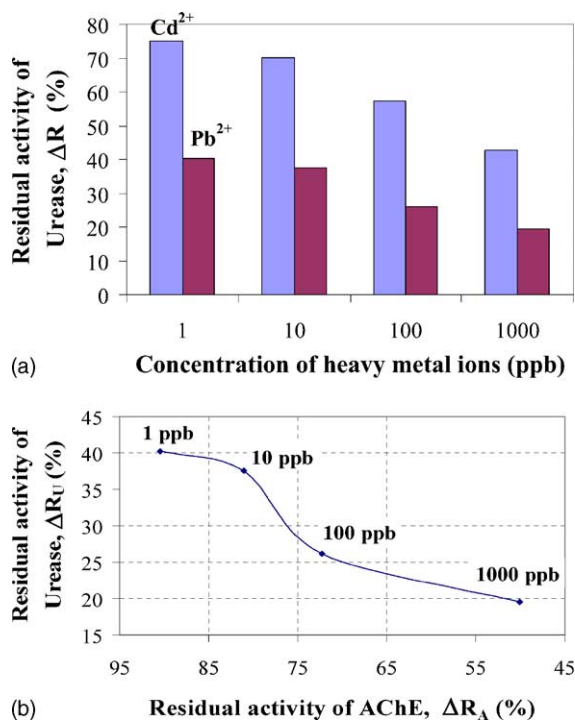 Residual activity of
Urease, ΔR (%)
80
70
60
50
40
30
20
10
0
Cd²⁺
Pb²⁺
1 10 100 1000
Concentration of heavy metal ions (ppb)
(a)
Residual activity of
Urease, ΔR_U (%)
45
40
35
30
25
20
15
1 ppb
10 ppb
100 ppb
1000 ppb
95 85 75 65 55 45
Residual activity of AChE, ΔR_A (%)
(b)